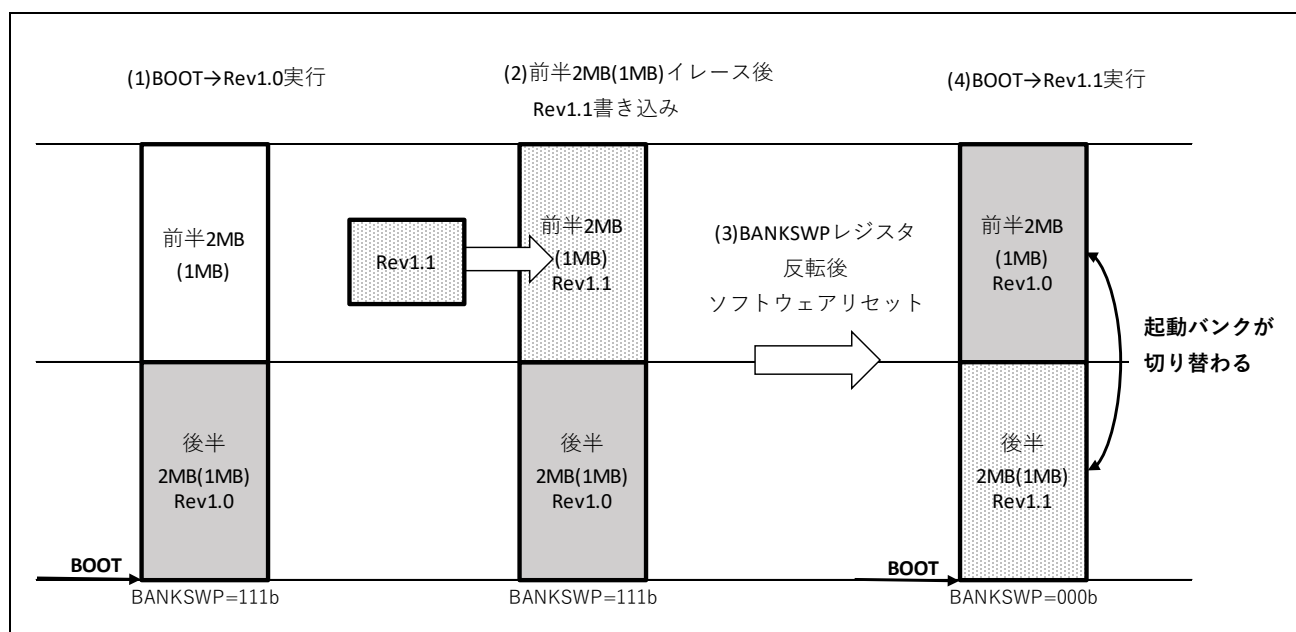 (1)BOOT→Rev1.0実行
(2)前半2MB(1MB)イレース後
Rev1.1書き込み
(4)BOOT→Rev1.1実行
前半2MB
(1MB)
Rev1.1
前半2MB
(1MB)
Rev1.1
(3)BANKSWPレジスタ
反転後
ソフトウェアリセット
前半2MB
(1MB)
Rev1.0
起動バンクが
切り替わる
後半
2MB(1MB)
Rev1.0
後半
2MB(1MB)
Rev1.0
後半
2MB(1MB)
Rev1.1
BOOT
BOOT
BANKSWP=111b
BANKSWP=111b
BANKSWP=000b